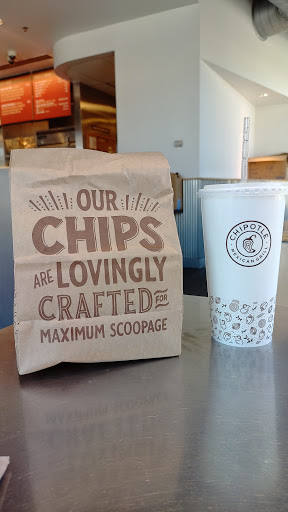 OUR
CHIPS
ARE LOVINGLY
CRAFTED FOR
MAXIMUM SCOOPAGE
CHIPOTLE
MEXICAN GRILL